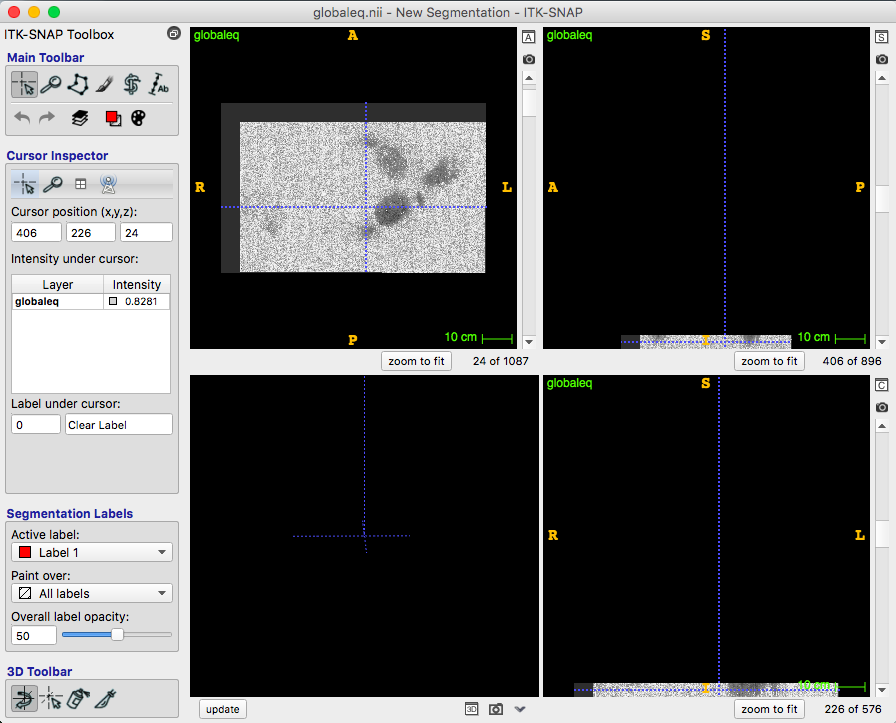 globaleq.nii - New Segmentation - ITK-SNAP
ITK-SNAP Toolbox
Main Toolbar
Ab
Cursor Inspector
Cursor position (x,y,z):
406 226 24
Intensity under cursor:
Layer Intensity
globaleq 0.8281
Label under cursor:
0 Clear Label
Segmentation Labels
Active label:
Label 1
Paint over:
All labels
Overall label opacity:
50
3D Toolbar
globaleq A
R L
P 10 cm
A
zoom to fit 24 of 1087
globaleq S
A P
I 10 cm
S
zoom to fit 406 of 896
update 3D
globaleq S
R L
I 10 cm
C
zoom to fit 226 of 576